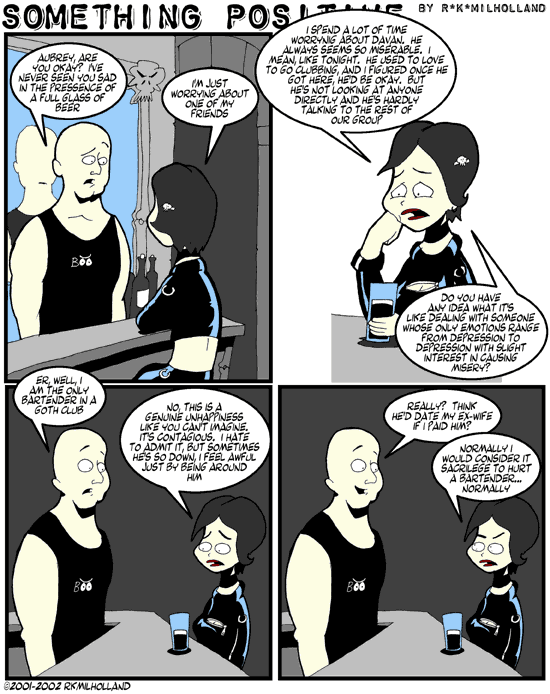 SOMETHING POSITIVE BY R*K*MILHOLLAND
AUBREY, ARE
YOU OKAY? I'VE
NEVER SEEN YOU SAD
IN THE PRESSENCE OF
A FULL GLASS OF
BEER
I'M JUST
WORRYING ABOUT
ONE OF MY
FRIENDS
BOO
I SPEND A LOT OF TIME
WORRYNIG ABOUT DAVAN. HE
ALWAYS SEEMS SO MISERABLE. I
MEAN, LIKE TONIGHT. HE USED TO LOVE
TO GO CLUBBING, AND I FIGURED ONCE HE
GOT HERE, HE'D BE OKAY. BUT
HE'S NOT LOOKING AT ANYONE
DIRECTLY AND HE'S HARDLY
TALKING TO THE REST OF
OUR GROUP
DO YOU HAVE
ANY IDEA WHAT IT'S
LIKE DEALING WITH SOMEONE
WHOSE ONLY EMOTIONS RANGE
FROM DEPRESSION TO
DEPRESSION WITH SLIGHT
INTEREST IN CAUSING
MISERY?
ER, WELL, I
AM THE ONLY
BARTENDER IN A
GOTH CLUB
NO, THIS IS A
GENUINE UNHAPPINESS
LIKE YOU CAN'T IMAGINE.
IT'S CONTAGIOUS. I HATE
TO ADMIT IT, BUT SOMETIMES
HE'S SO DOWN, I FEEL AWFUL
JUST BY BEING AROUND
HIM
BOO
REALLY? THINK
HE'D DATE MY EX-WIFE
IF I PAID HIM?
NORMALLY I
WOULD CONSIDER IT
SACRILEGE TO HURT
A BARTENDER...
NORMALLY
BOO
©2001-2002 RKMILHOLLAND